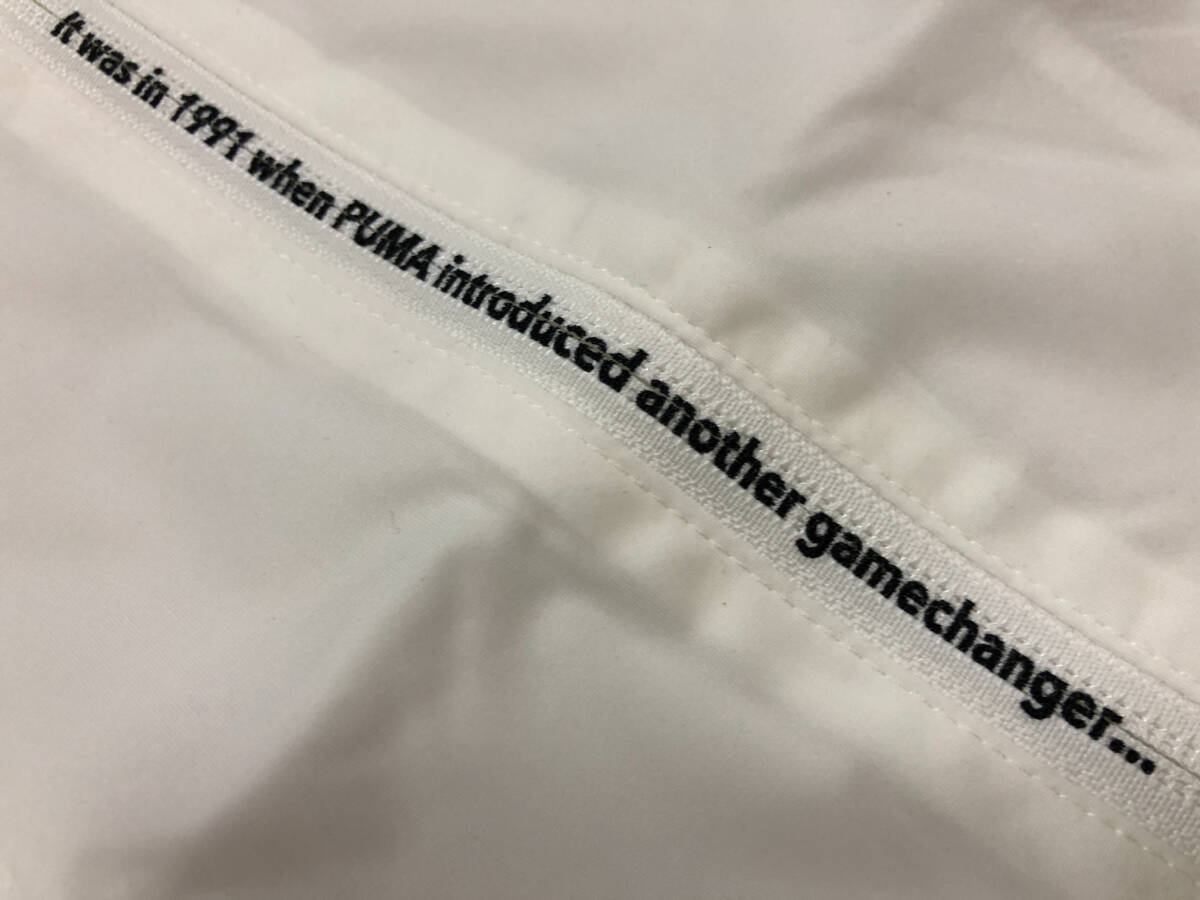 It was in 1991 when PUMA introduced another gamechanger...